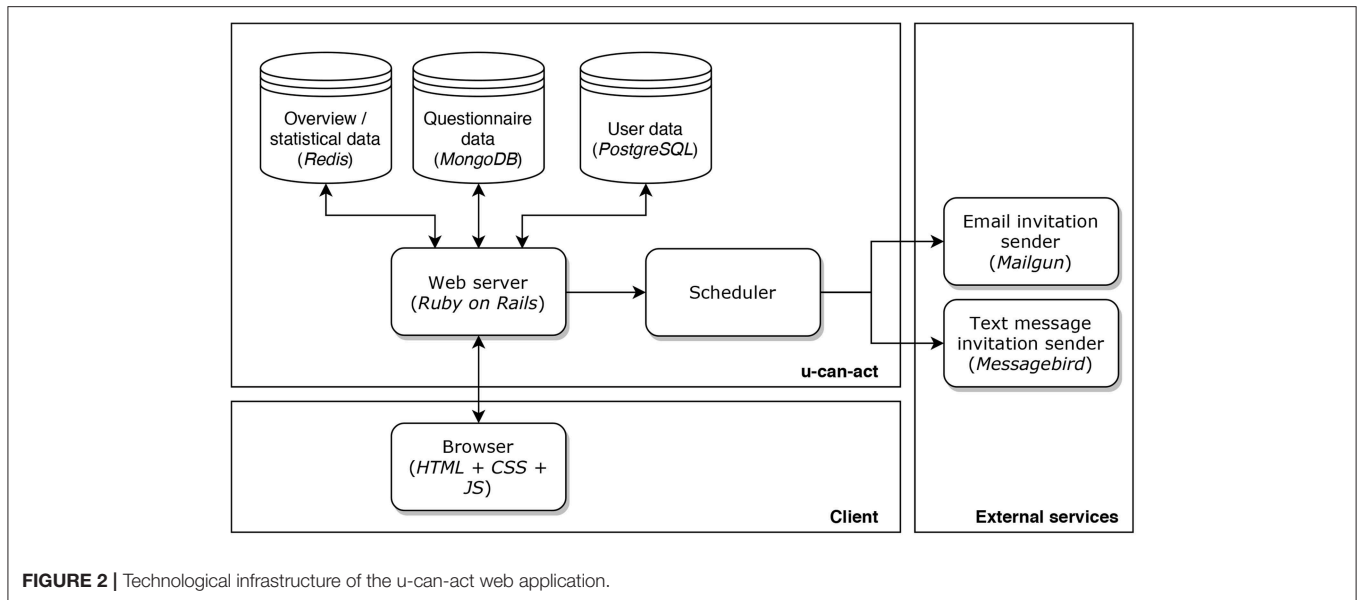 Overview /
statistical data
(Redis)
Questionnaire
data
(MongoDB)
User data
(PostgreSQL)
Web server
(Ruby on Rails)
Scheduler
u-can-act
Email invitation
sender
(Mailgun)
Text message
invitation sender
(Messagebird)
External services
Browser
(HTML + CSS +
JS)
Client
FIGURE 2 | Technological infrastructure of the u-can-act web application.